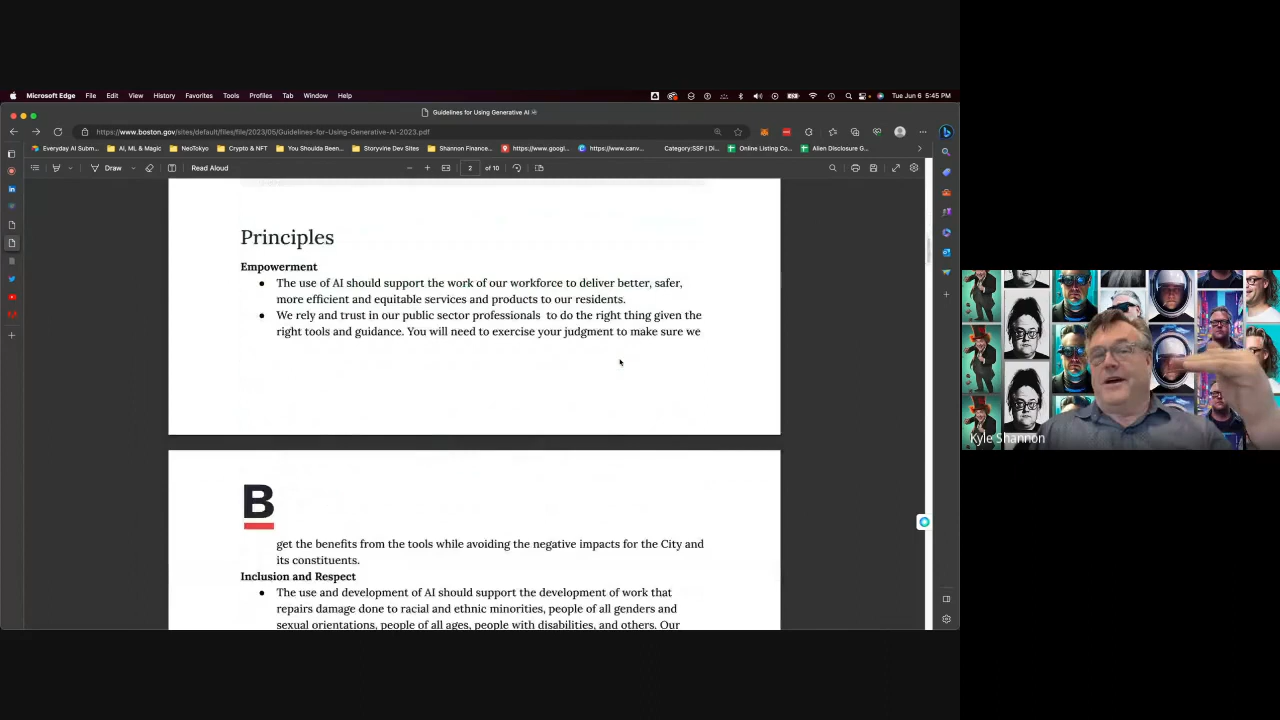 Microsoft Edge File Edit View History Favorites Tools Profiles Tab Window Help Tue Jun 6 5:45 PM
Guidelines for Using Generative AI
https://www.boston.gov/sites/default/files/file/2023/05/Guidelines-for-Using-Generative-AI-2023.pdf
Everyday AI Subm... AI, ML & Magic NeoTokyo Crypto & NFT You Shoulda Been... Storyvine Dev Sites Shannon Finance... https://www.googl... https://www.canv... Category:SSP | Di... Online Listing Co... Alien Disclosure G...
Draw Read Aloud 2 of 10
Principles
Empowerment
● The use of AI should support the work of our workforce to deliver better, safer,
more efficient and equitable services and products to our residents.
● We rely and trust in our public sector professionals to do the right thing given the
right tools and guidance. You will need to exercise your judgment to make sure we
B
get the benefits from the tools while avoiding the negative impacts for the City and
its constituents.
Inclusion and Respect
● The use and development of AI should support the development of work that
repairs damage done to racial and ethnic minorities, people of all genders and
sexual orientations, people of all ages, people with disabilities, and others. Our
Kyle Shannon